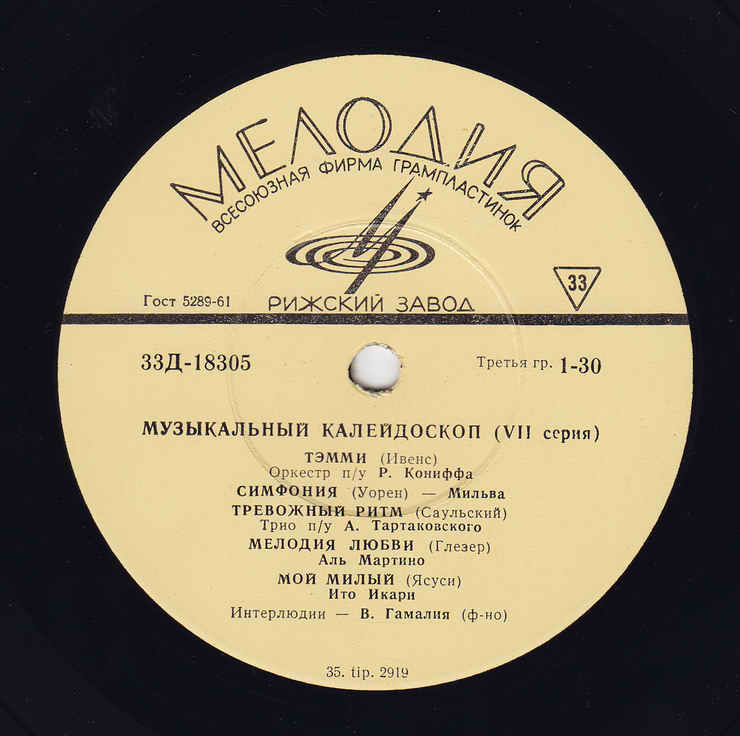 МЕЛОДИЯ
ВСЕСОЮЗНАЯ ФИРМА ГРАМПЛАСТИНОК
33
Гост 5289-61
РИЖСКИЙ ЗАВОД
33Д-18305
Третья гр. 1-30
МУЗЫКАЛЬНЫЙ КАЛЕЙДОСКОП (VII серия)
ТЭММИ (Ивенс)
Оркестр п/у Р. Кониффа
СИМФОНИЯ (Уорен) — Мильва
ТРЕВОЖНЫЙ РИТМ (Саульский)
Трио п/у А. Тартаковского
МЕЛОДИЯ ЛЮБВИ (Глезер)
Аль Мартино
МОЙ МИЛЫЙ (Ясуси)
Ито Икари
Интерлюдии — В. Гамалия (ф-но)
35. tip. 2919